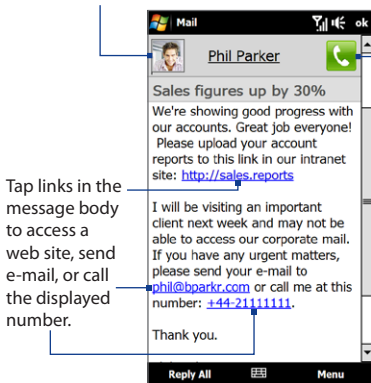 Mail
ok
Phil Parker
Sales figures up by 30%
We're showing good progress with
our accounts. Great job everyone!
Please upload your account
reports to this link in our intranet
site: http://sales.reports
I will be visiting an important
client next week and may not be
able to access our corporate mail.
If you have any urgent matters,
please send your e-mail to
phil@bparkr.com or call me at this
number: +44-21111111.
Thank you.
Reply All
Menu
Tap links in the
message body
to access a
web site, send
e-mail, or call
the displayed
number.